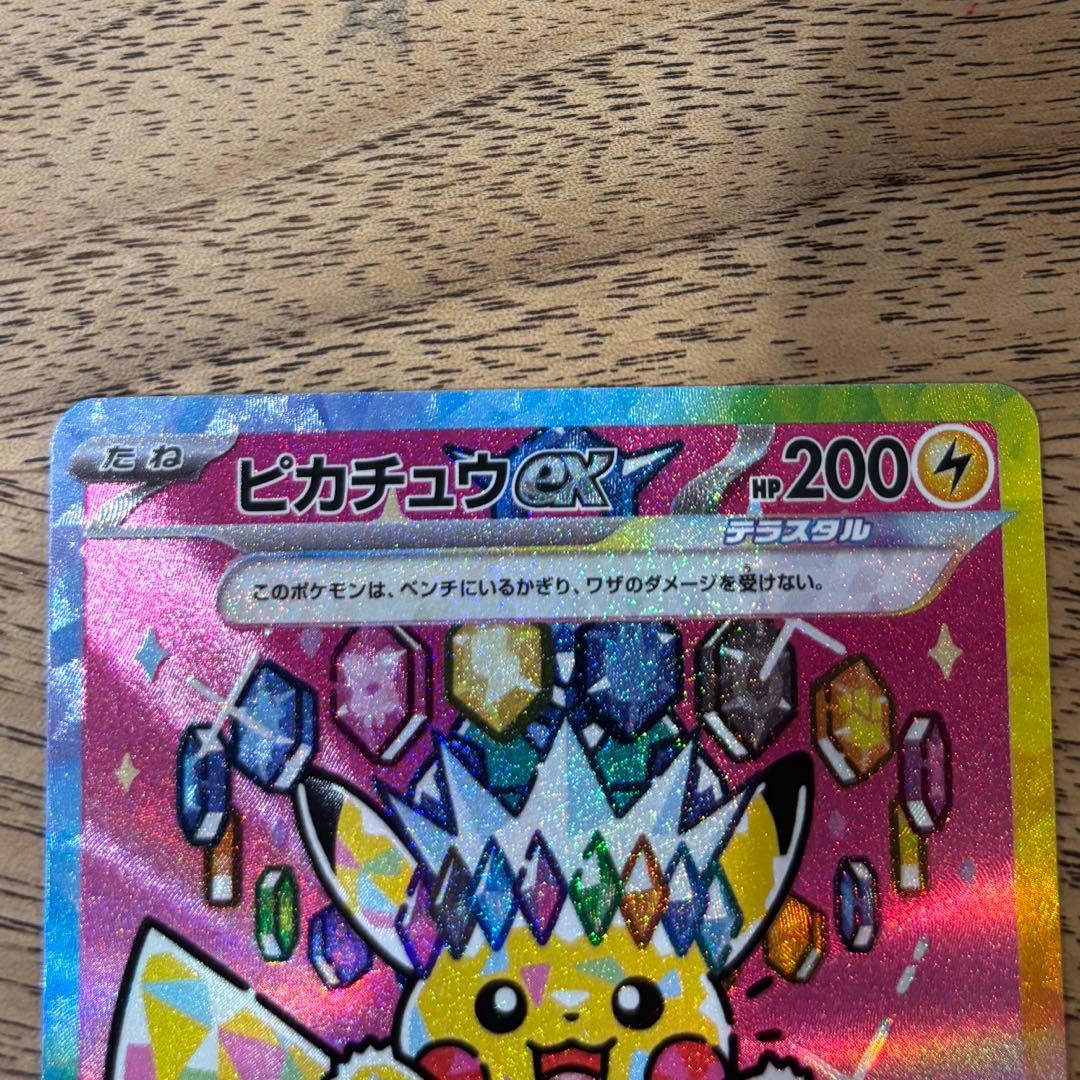 たね
ピカチュウex HP 200
テラスタル
このポケモンは、ベンチにいるかぎり、ワザのダメージを受けない。